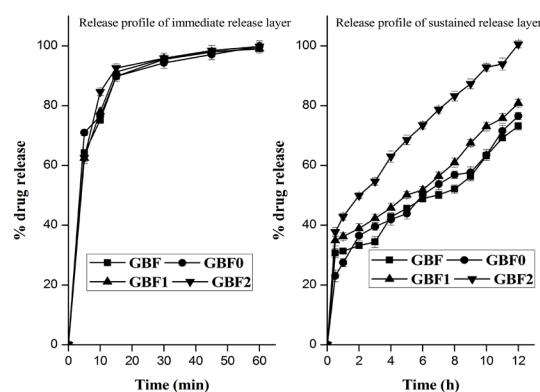 Release profile of immediate release layer
100
80
60
40
20
0
% drug release
GBF GBF0
GBF1 GBF2
0 10 20 30 40 50 60
Time (min)
Release profile of sustained release layer
100
80
60
40
20
0
% drug release
GBF GBF0
GBF1 GBF2
0 2 4 6 8 10 12
Time (h)